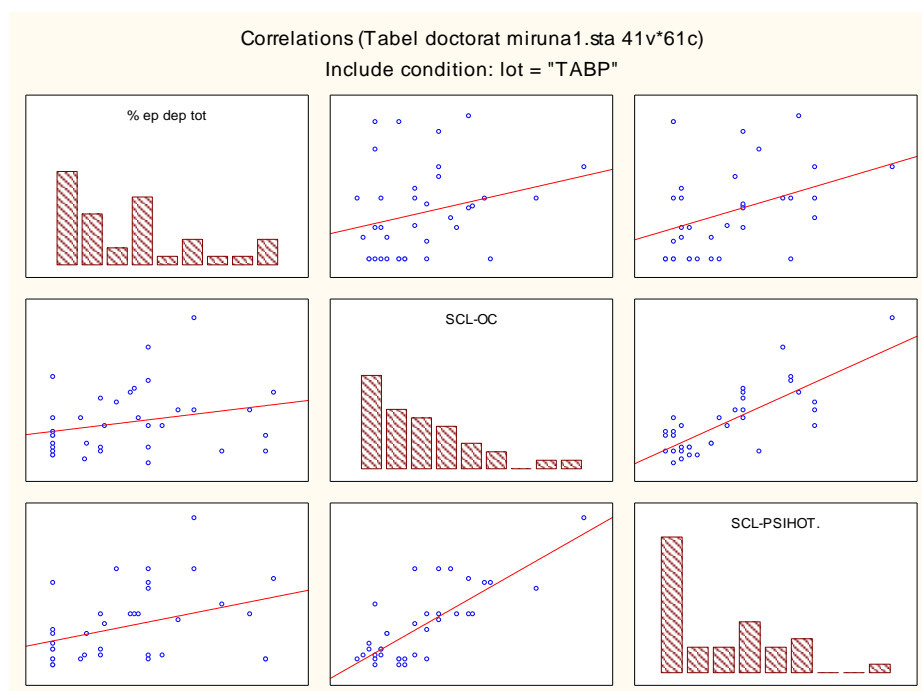 Correlations (Tabel doctorat miruna1.sta 41v*61c)
Include condition: lot = "TABP"
% ep dep tot
SCL-OC
SCL-PSIHOT.